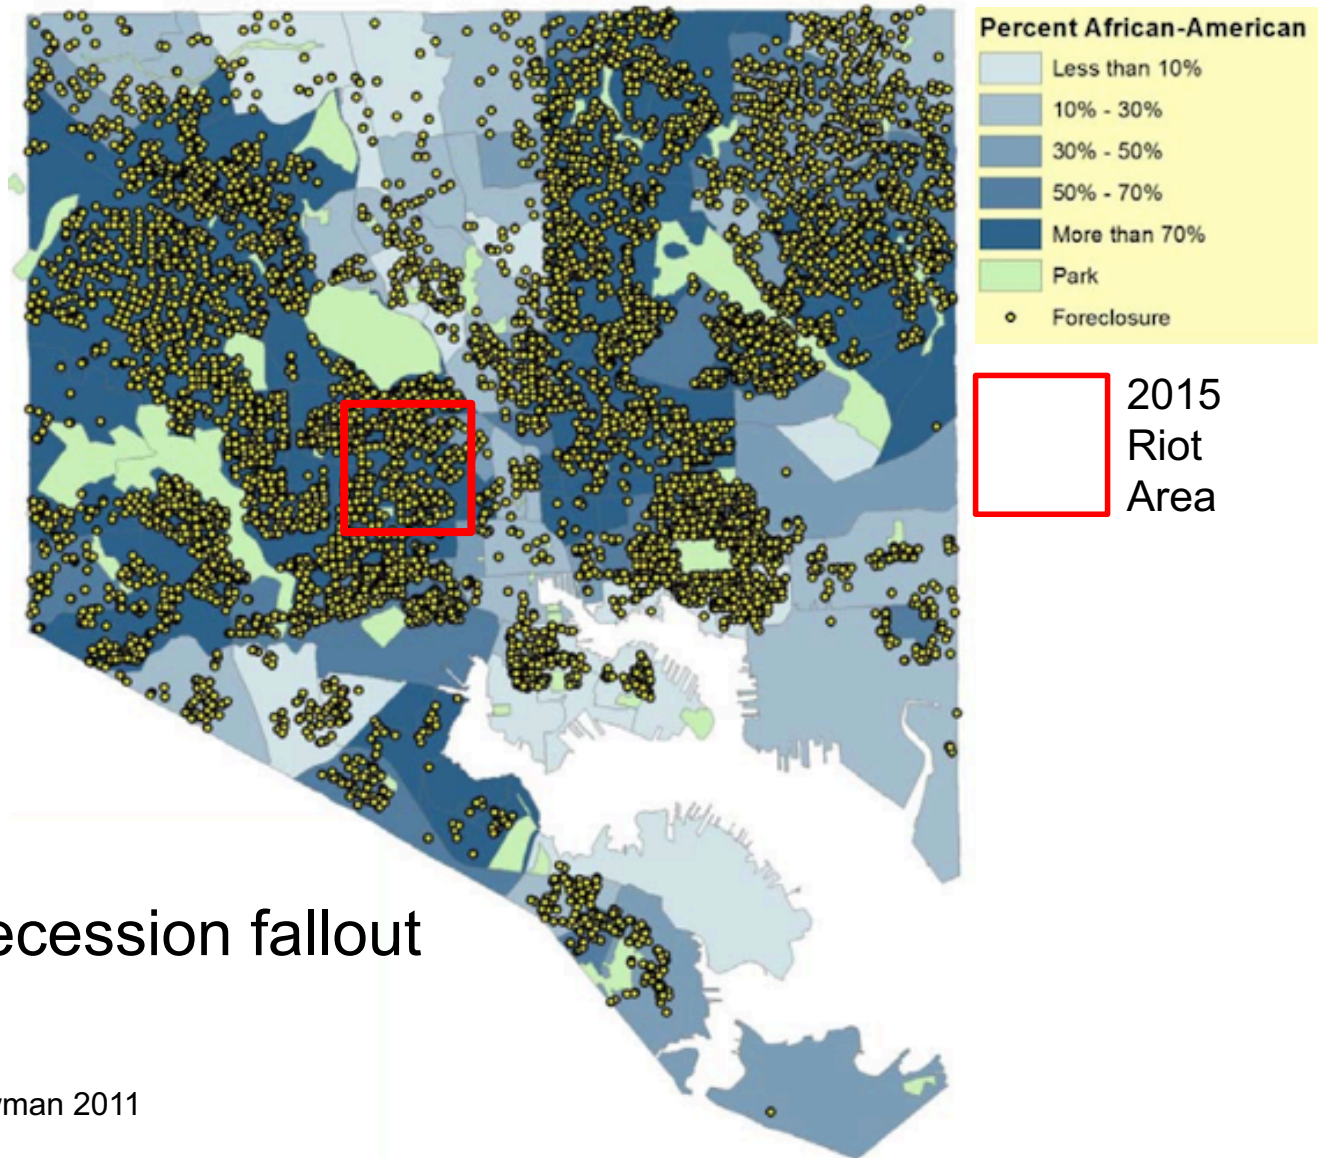 Percent African-American
Less than 10%
10% - 30%
30% - 50%
50% - 70%
More than 70%
Park
Foreclosure
2015
Riot
Area
ecession fallout
man 2011